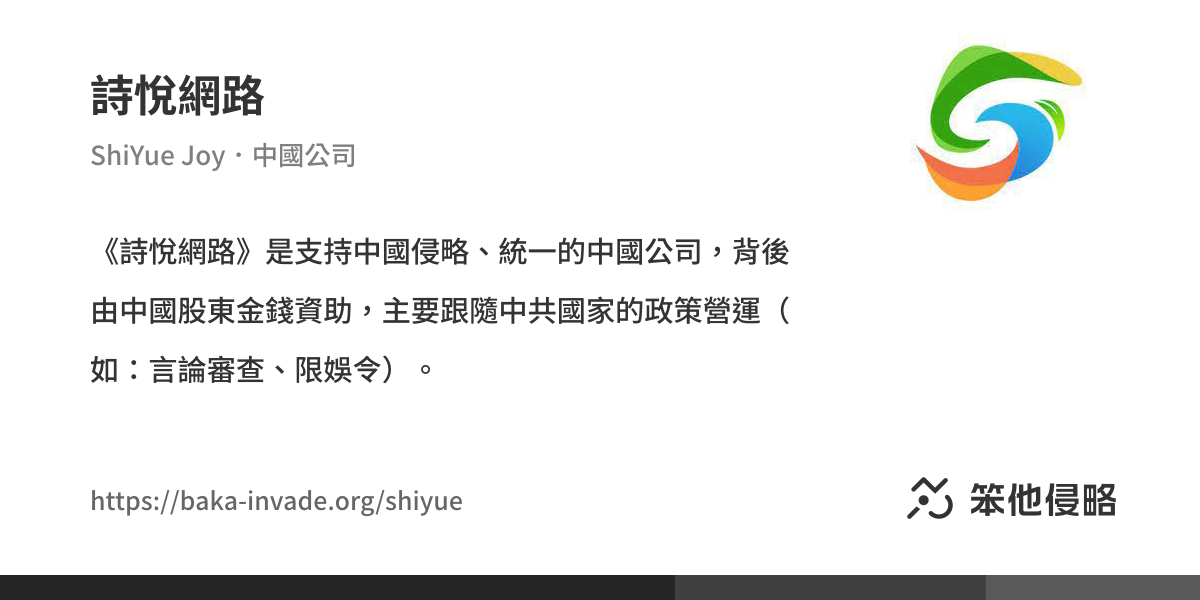 詩悅網路
ShiYue Joy・中國公司
《詩悅網路》是支持中國侵略、統一的中國公司，背後
由中國股東金錢資助，主要跟隨中共國家的政策營運（
如：言論審查、限娛令）。
https://baka-invade.org/shiyue
笨他侵略